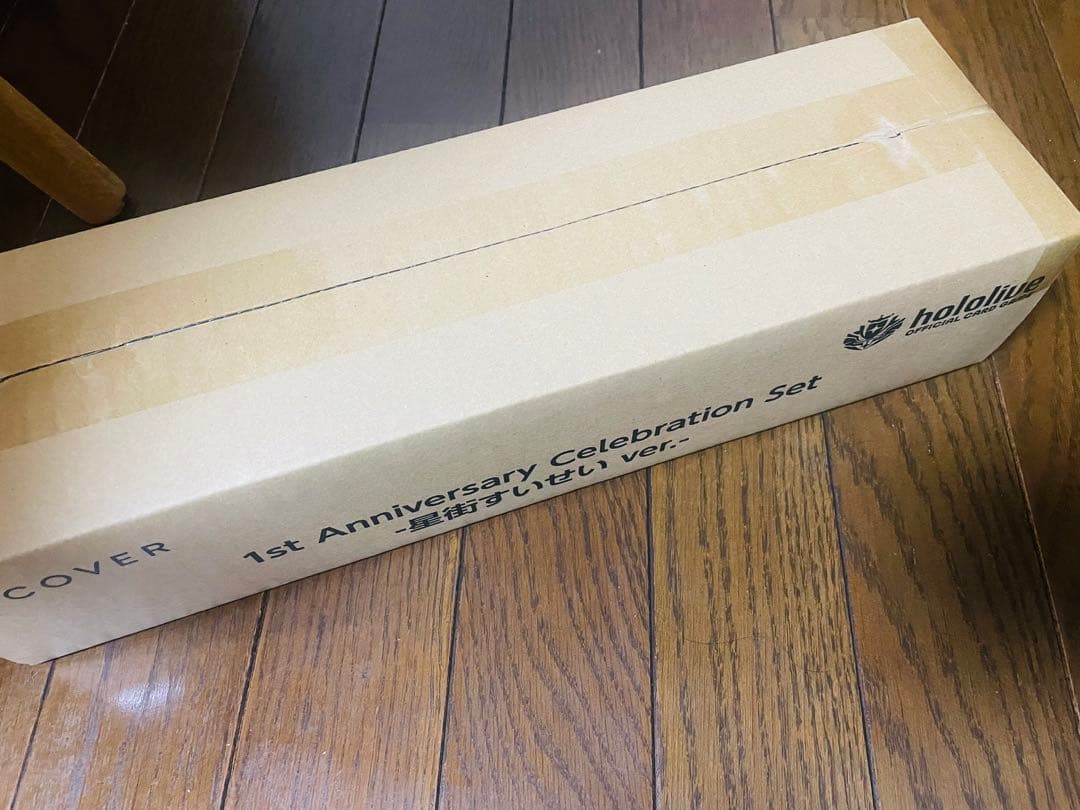 hololive
OFFICIAL CARD GAME
1st Anniversary Celebration Set
-星街すいせい ver.-
COVER